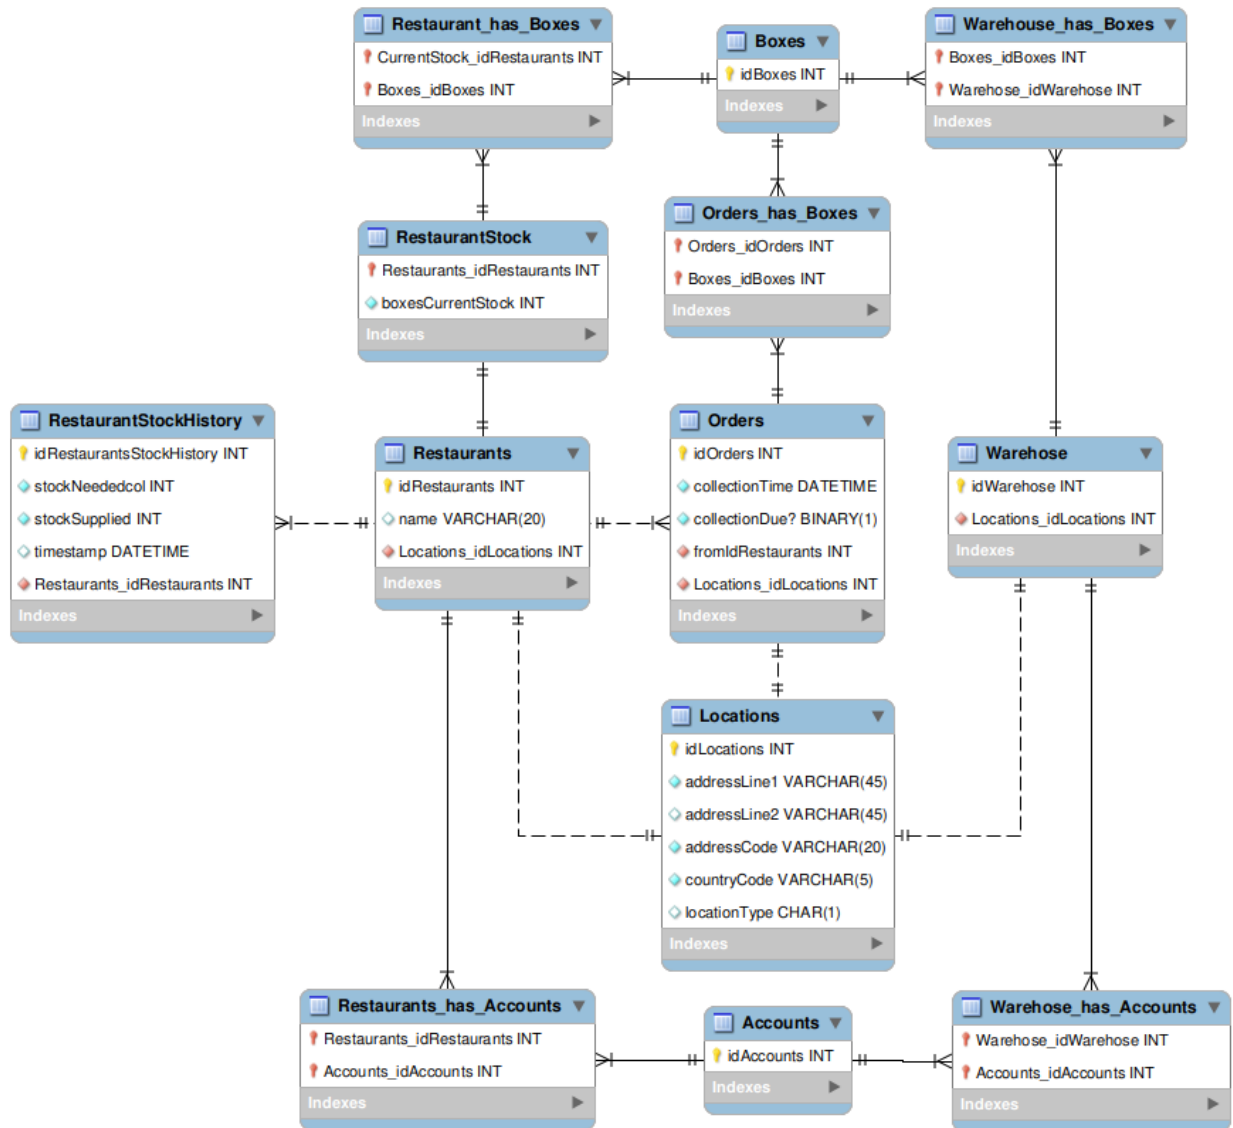 Restaurant_has_Boxes
CurrentStock_idRestaurants INT
Boxes_idBoxes INT
Indexes
Boxes
idBoxes INT
Indexes
Warehouse_has_Boxes
Boxes_idBoxes INT
Warehose_idWarehose INT
Indexes
RestaurantStock
Restaurants_idRestaurants INT
boxesCurrentStock INT
Indexes
Orders_has_Boxes
Orders_idOrders INT
Boxes_idBoxes INT
Indexes
RestaurantStockHistory
idRestaurantsStockHistory INT
stockNeededcol INT
stockSupplied INT
timestamp DATETIME
Restaurants_idRestaurants INT
Indexes
Restaurants
idRestaurants INT
name VARCHAR(20)
Locations_idLocations INT
Indexes
Orders
idOrders INT
collectionTime DATETIME
collectionDue? BINARY(1)
fromIdRestaurants INT
Locations_idLocations INT
Indexes
Warehose
idWarehose INT
Locations_idLocations INT
Indexes
Locations
idLocations INT
addressLine1 VARCHAR(45)
addressLine2 VARCHAR(45)
addressCode VARCHAR(20)
countryCode VARCHAR(5)
locationType CHAR(1)
Indexes
Restaurants_has_Accounts
Restaurants_idRestaurants INT
Accounts_idAccounts INT
Indexes
Accounts
idAccounts INT
Indexes
Warehose_has_Accounts
Warehose_idWarehose INT
Accounts_idAccounts INT
Indexes